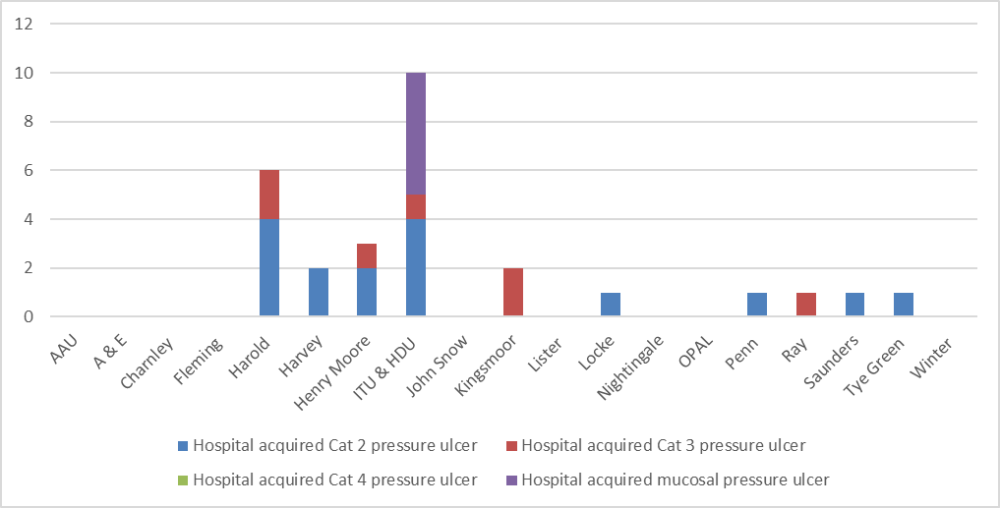 12
10
8
6
4
2
0
AAU
A & E
Charnley
Fleming
Harold
Harvey
Henry Moore
ITU & HDU
John Snow
Kingsmoor
Lister
Locke
Nightingale
OPAL
Penn
Ray
Saunders
Tye Green
Winter
Hospital acquired Cat 2 pressure ulcer
Hospital acquired Cat 3 pressure ulcer
Hospital acquired Cat 4 pressure ulcer
Hospital acquired mucosal pressure ulcer